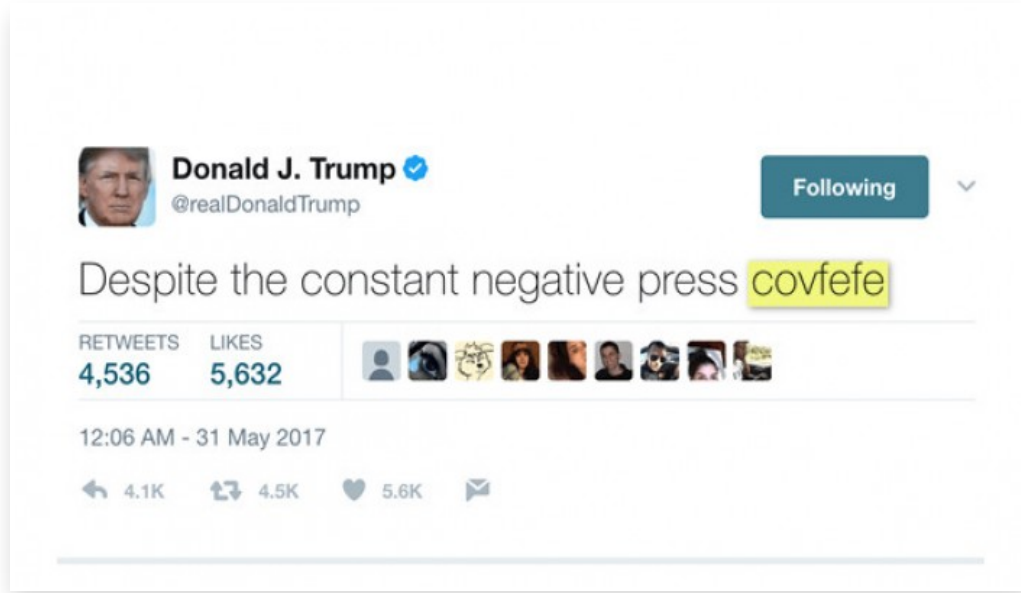 Donald J. Trump
Following
@realDonaldTrump
Despite the constant negative press covfefe
RETWEETS LIKES
4,536 5,632
12:06 AM - 31 May 2017
4.1K 4.5K 5.6K